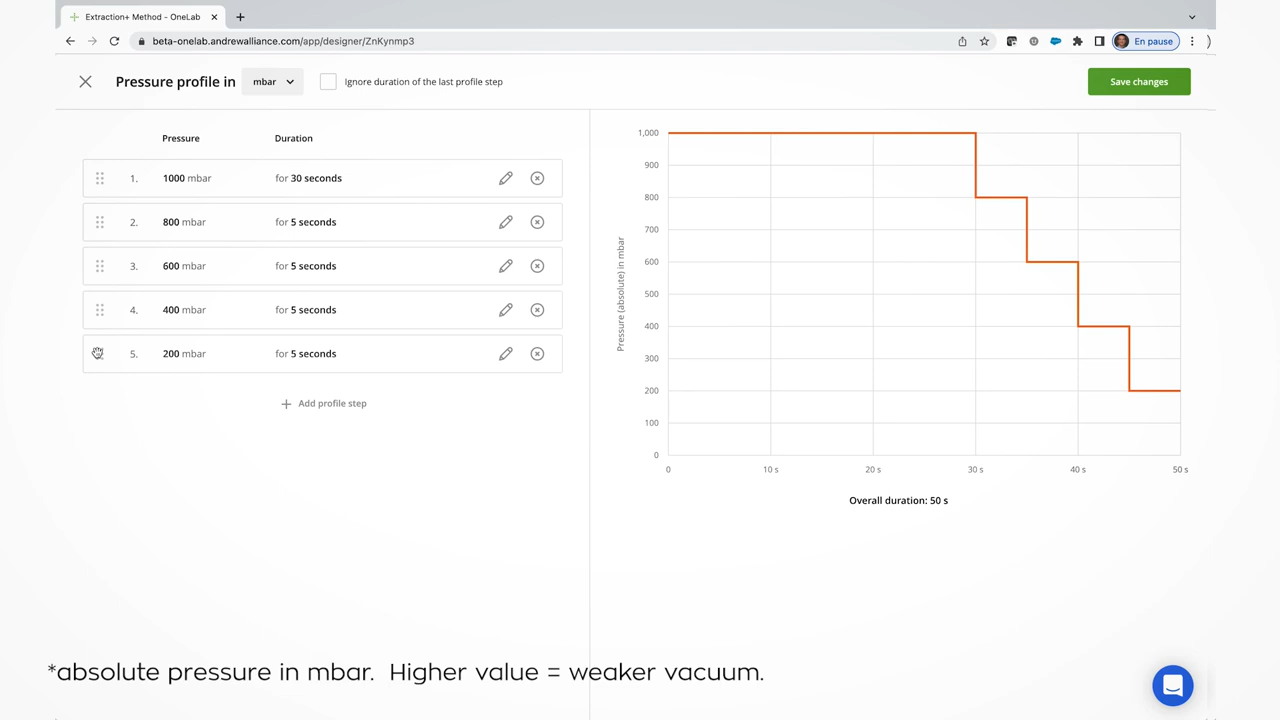 Extraction+ Method - OneLab
beta-onelab.andrewalliance.com/app/designer/ZnKynmp3
En pause
Pressure profile in
mbar
Ignore duration of the last profile step
Save changes
Pressure
Duration
1. 1000 mbar for 30 seconds
2. 800 mbar for 5 seconds
3. 600 mbar for 5 seconds
4. 400 mbar for 5 seconds
5. 200 mbar for 5 seconds
Add profile step
Pressure (absolute) in mbar
1,000
900
800
700
600
500
400
300
200
100
0
0 10 s 20 s 30 s 40 s 50 s
Overall duration: 50 s
*absolute pressure in mbar. Higher value = weaker vacuum.